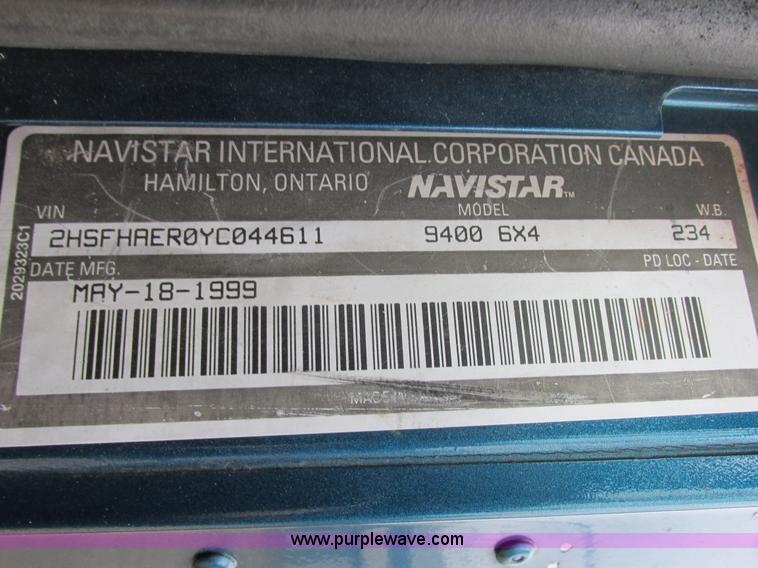 NAVISTAR INTERNATIONAL CORPORATION CANADA
HAMILTON, ONTARIO NAVISTAR™
VIN MODEL W.B.
2HSFHAER0YC044611 9400 6X4 234
DATE MFG. PD LOC - DATE
MAY-18-1999
2029323C1
www.purplewave.com